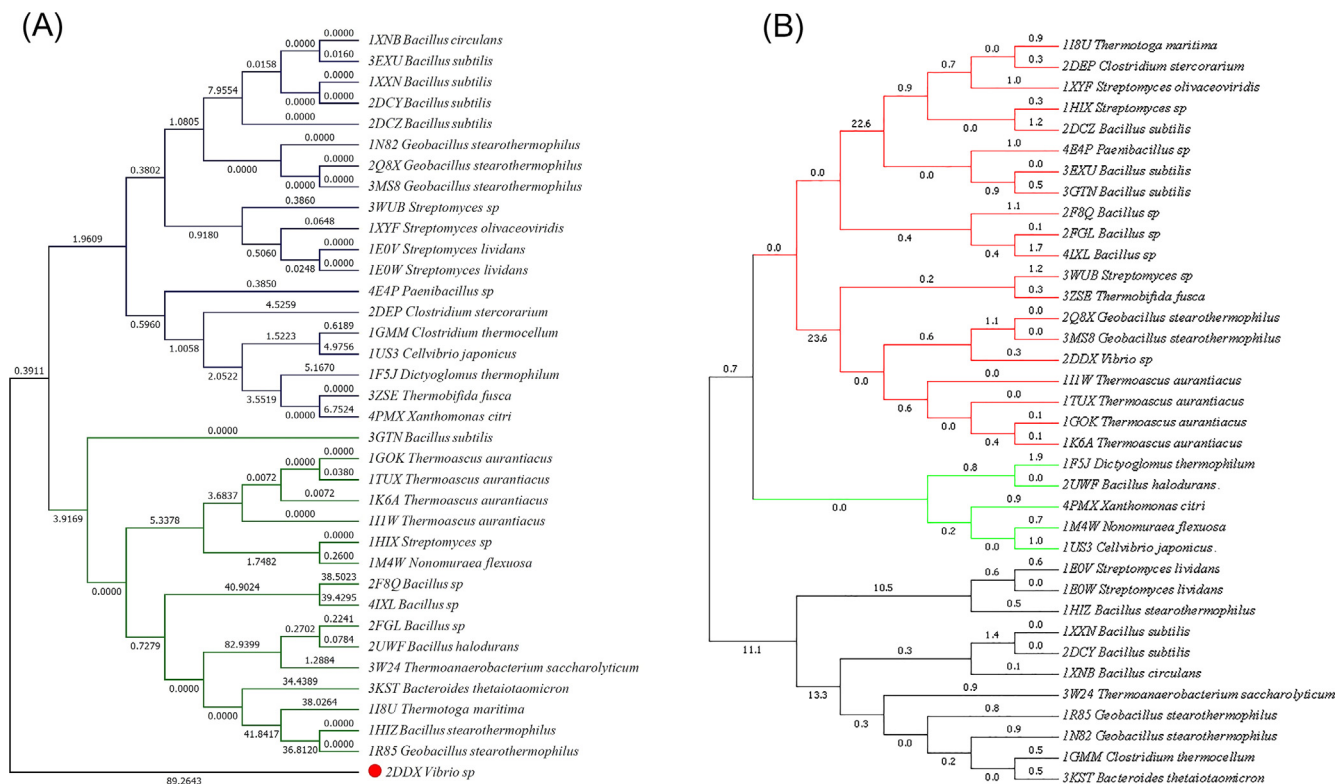 (A)
0.0000
1XNB Bacillus circulans
0.0000
0.0160
3EXU Bacillus subtilis
0.0158
0.0000
1XXN Bacillus subtilis
7.9554
0.0000
0.0000
2DCY Bacillus subtilis
0.0000
2DCZ Bacillus subtilis
1.0805
0.0000
1N82 Geobacillus stearothermophilus
0.0000
0.0000
2Q8X Geobacillus stearothermophilus
0.0000
0.0000
3MS8 Geobacillus stearothermophilus
0.3802
0.3860
3WUB Streptomyces sp
0.9180
0.0648
1XYF Streptomyces olivaceoviridis
0.5060
0.0000
1E0V Streptomyces lividans
0.0248
0.0000
1E0W Streptomyces lividans
1.9609
0.3850
4E4P Paenibacillus sp
0.5960
4.5259
2DEP Clostridium stercorarium
1.0058
1.5223
0.6189
1GMM Clostridium thermocellum
4.9756
1US3 Cellvibrio japonicus
2.0522
5.1670
1F5J Dictyoglomus thermophilum
3.5519
0.0000
3ZSE Thermobifida fusca
0.0000
6.7524
4PMX Xanthomonas citri
0.3911
0.0000
3GTN Bacillus subtilis
3.9169
0.0000
1GOK Thermoascus aurantiacus
0.0000
0.0380
1TUX Thermoascus aurantiacus
0.0072
0.0072
1K6A Thermoascus aurantiacus
3.6837
0.0000
1I1W Thermoascus aurantiacus
5.3378
0.0000
1HIX Streptomyces sp
1.7482
0.2600
1M4W Nonomuraea flexuosa
0.0000
38.5023
2F8Q Bacillus sp
40.9024
39.4295
4IXL Bacillus sp
0.7279
0.2241
2FGL Bacillus sp
0.2702
0.0784
2UWF Bacillus halodurans
82.9399
1.2884
3W24 Thermoanaerobacterium saccharolyticum
0.0000
34.4389
3KST Bacteroides thetaiotaomicron
0.0000
38.0264
1I8U Thermotoga maritima
41.8417
0.0000
1HIZ Bacillus stearothermophilus
36.8120
0.0000
1R85 Geobacillus stearothermophilus
89.2643
2DDX Vibrio sp
(B)
0.9
1I8U Thermotoga maritima
0.0
0.3
2DEP Clostridium stercorarium
0.7
1.0
1XYF Streptomyces olivaceoviridis
0.9
0.3
1HIX Streptomyces sp
0.0
1.2
2DCZ Bacillus subtilis
22.6
1.0
4E4P Paenibacillus sp
0.0
0.0
3EXU Bacillus subtilis
0.9
0.5
3GTN Bacillus subtilis
0.0
1.1
2F8Q Bacillus sp
0.4
0.1
2FGL Bacillus sp
0.4
1.7
4IXL Bacillus sp
0.0
1.2
3WUB Streptomyces sp
0.2
0.3
3ZSE Thermobifida fusca
23.6
0.0
2Q8X Geobacillus stearothermophilus
1.1
0.0
3MS8 Geobacillus stearothermophilus
0.6
0.3
2DDX Vibrio sp
0.0
0.0
1I1W Thermoascus aurantiacus
0.6
0.0
1TUX Thermoascus aurantiacus
0.0
0.1
1GOK Thermoascus aurantiacus
0.4
0.1
1K6A Thermoascus aurantiacus
0.7
1.9
1F5J Dictyoglomus thermophilum
0.8
0.0
2UWF Bacillus halodurans.
0.0
0.9
4PMX Xanthomonas citri
0.2
0.7
1M4W Nonomuraea flexuosa
0.0
1.0
1US3 Cellvibrio japonicus.
0.6
1E0V Streptomyces lividans
0.6
0.0
1E0W Streptomyces lividans
10.5
0.5
1HIZ Bacillus stearothermophilus
11.1
0.0
1XXN Bacillus subtilis
1.4
0.0
2DCY Bacillus subtilis
0.3
0.1
1XNB Bacillus circulans
13.3
0.9
3W24 Thermoanaerobacterium saccharolyticum
0.3
0.8
1R85 Geobacillus stearothermophilus
0.0
0.9
1N82 Geobacillus stearothermophilus
0.2
0.5
1GMM Clostridium thermocellum
0.0
0.5
3KST Bacteroides thetaiotaomicron